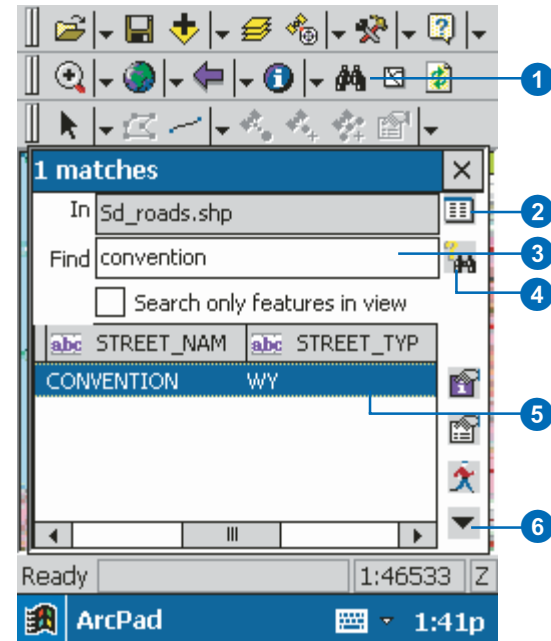 1
1 matches
In Sd_roads.shp
2
Find convention
3
4
Search only features in view
abc STREET_NAM abc STREET_TYP
CONVENTION WY
5
6
Ready 1:46533 Z
ArcPad 1:41p